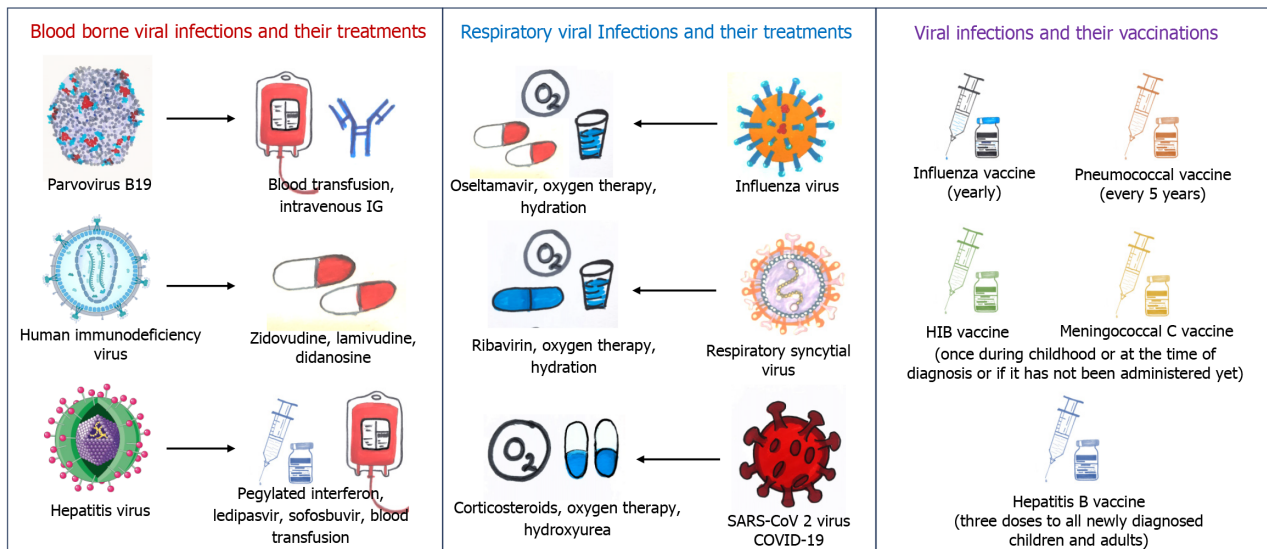 Blood borne viral infections and their treatments
Parvovirus B19
Blood transfusion,
intravenous IG
Human immunodeficiency
virus
Zidovudine, lamivudine,
didanosine
Hepatitis virus
Pegylated interferon,
ledipasvir, sofosbuvir, blood
transfusion
Respiratory viral Infections and their treatments
O2
Oseltamavir, oxygen therapy,
hydration
Influenza virus
O2
Ribavirin, oxygen therapy,
hydration
Respiratory syncytial
virus
O2
Corticosteroids, oxygen therapy,
hydroxyurea
SARS-CoV 2 virus
COVID-19
Viral infections and their vaccinations
Influenza vaccine
(yearly)
Pneumococcal vaccine
(every 5 years)
HIB vaccine
Meningococcal C vaccine
(once during childhood or at the time of
diagnosis or if it has not been administered yet)
Hepatitis B vaccine
(three doses to all newly diagnosed
children and adults)